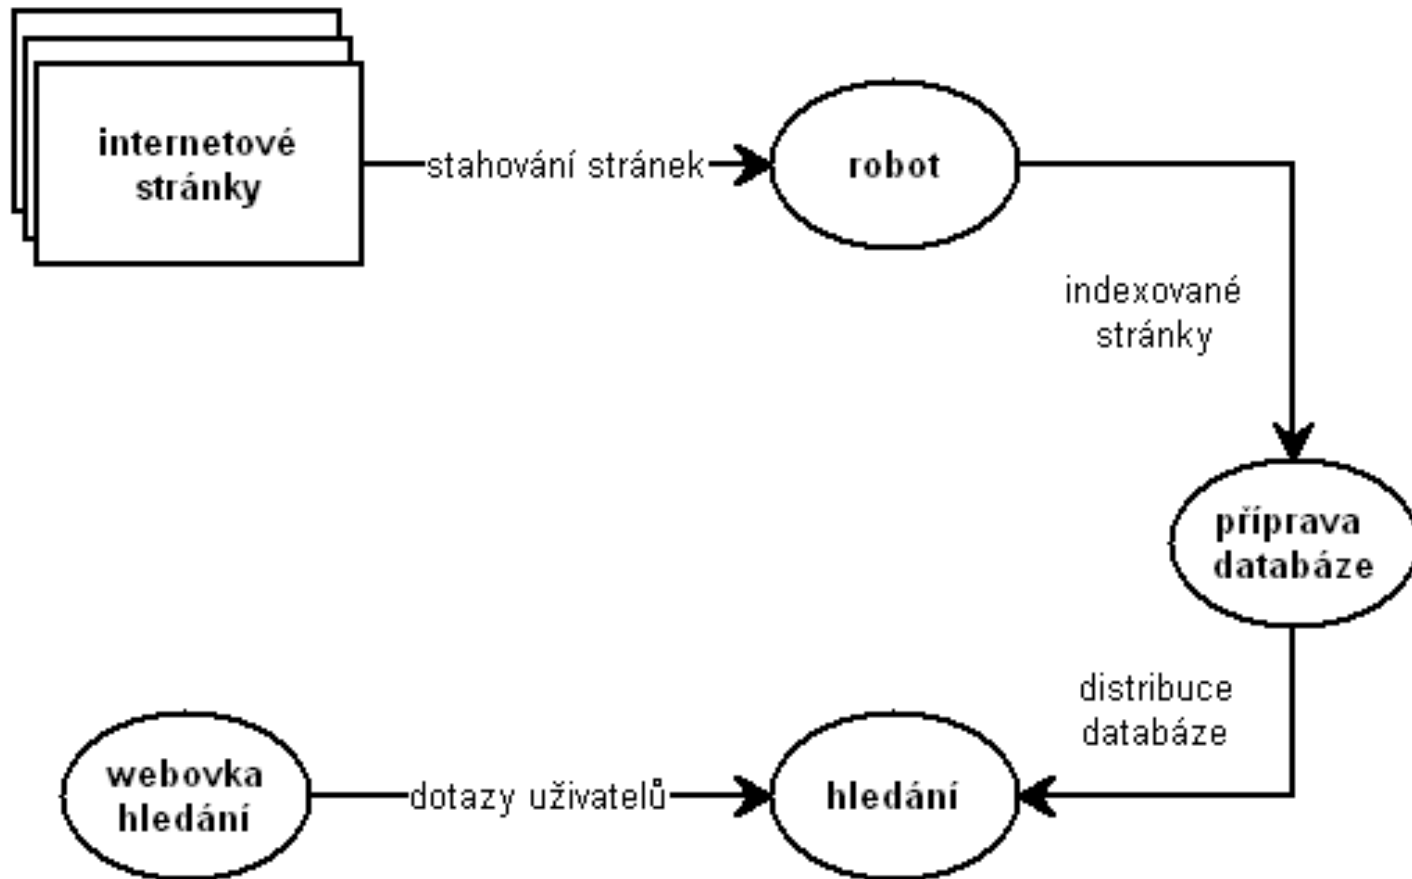 internetové
stránky
stahování stránek
robot
indexované
stránky
příprava
databáze
distribuce
databáze
webovka
hledání
dotazy uživatelů
hledání